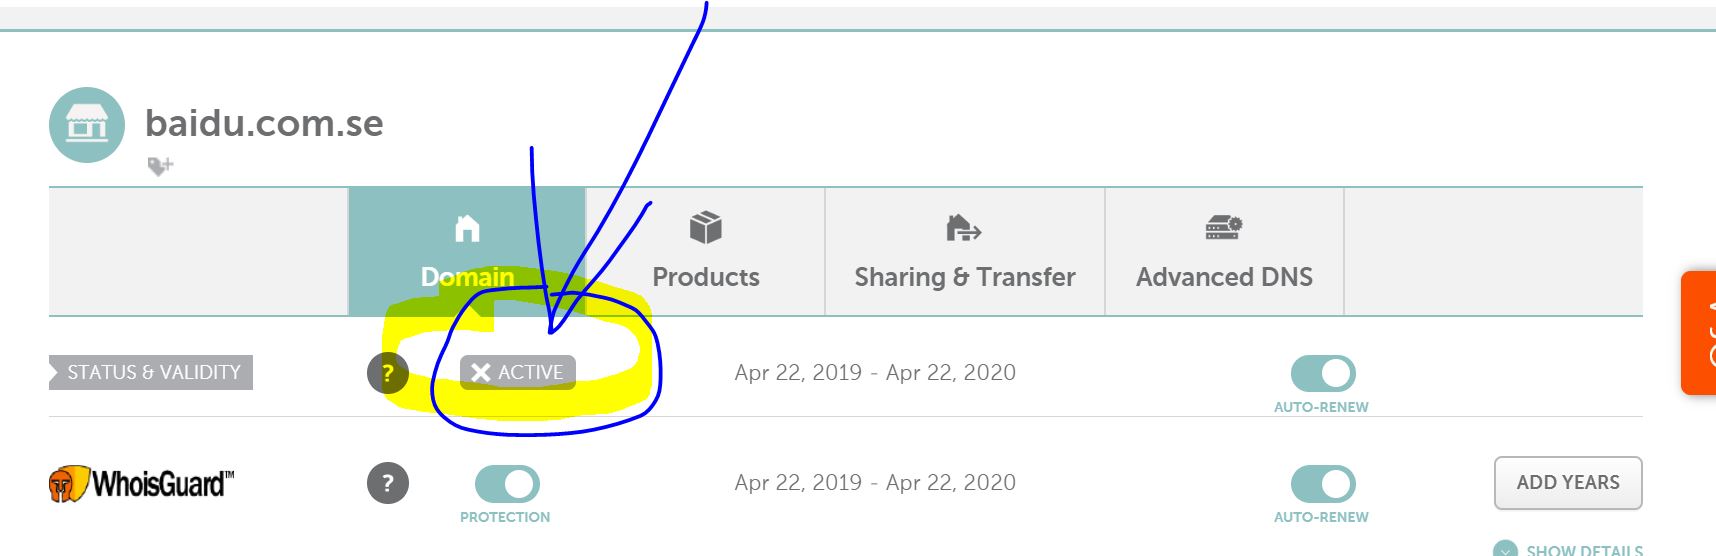 baidu.com.se
Domain
Products
Sharing & Transfer
Advanced DNS
STATUS & VALIDITY
?
ACTIVE
Apr 22, 2019 - Apr 22, 2020
AUTO-RENEW
WhoisGuard™
?
PROTECTION
Apr 22, 2019 - Apr 22, 2020
AUTO-RENEW
ADD YEARS
SHOW DETAILS